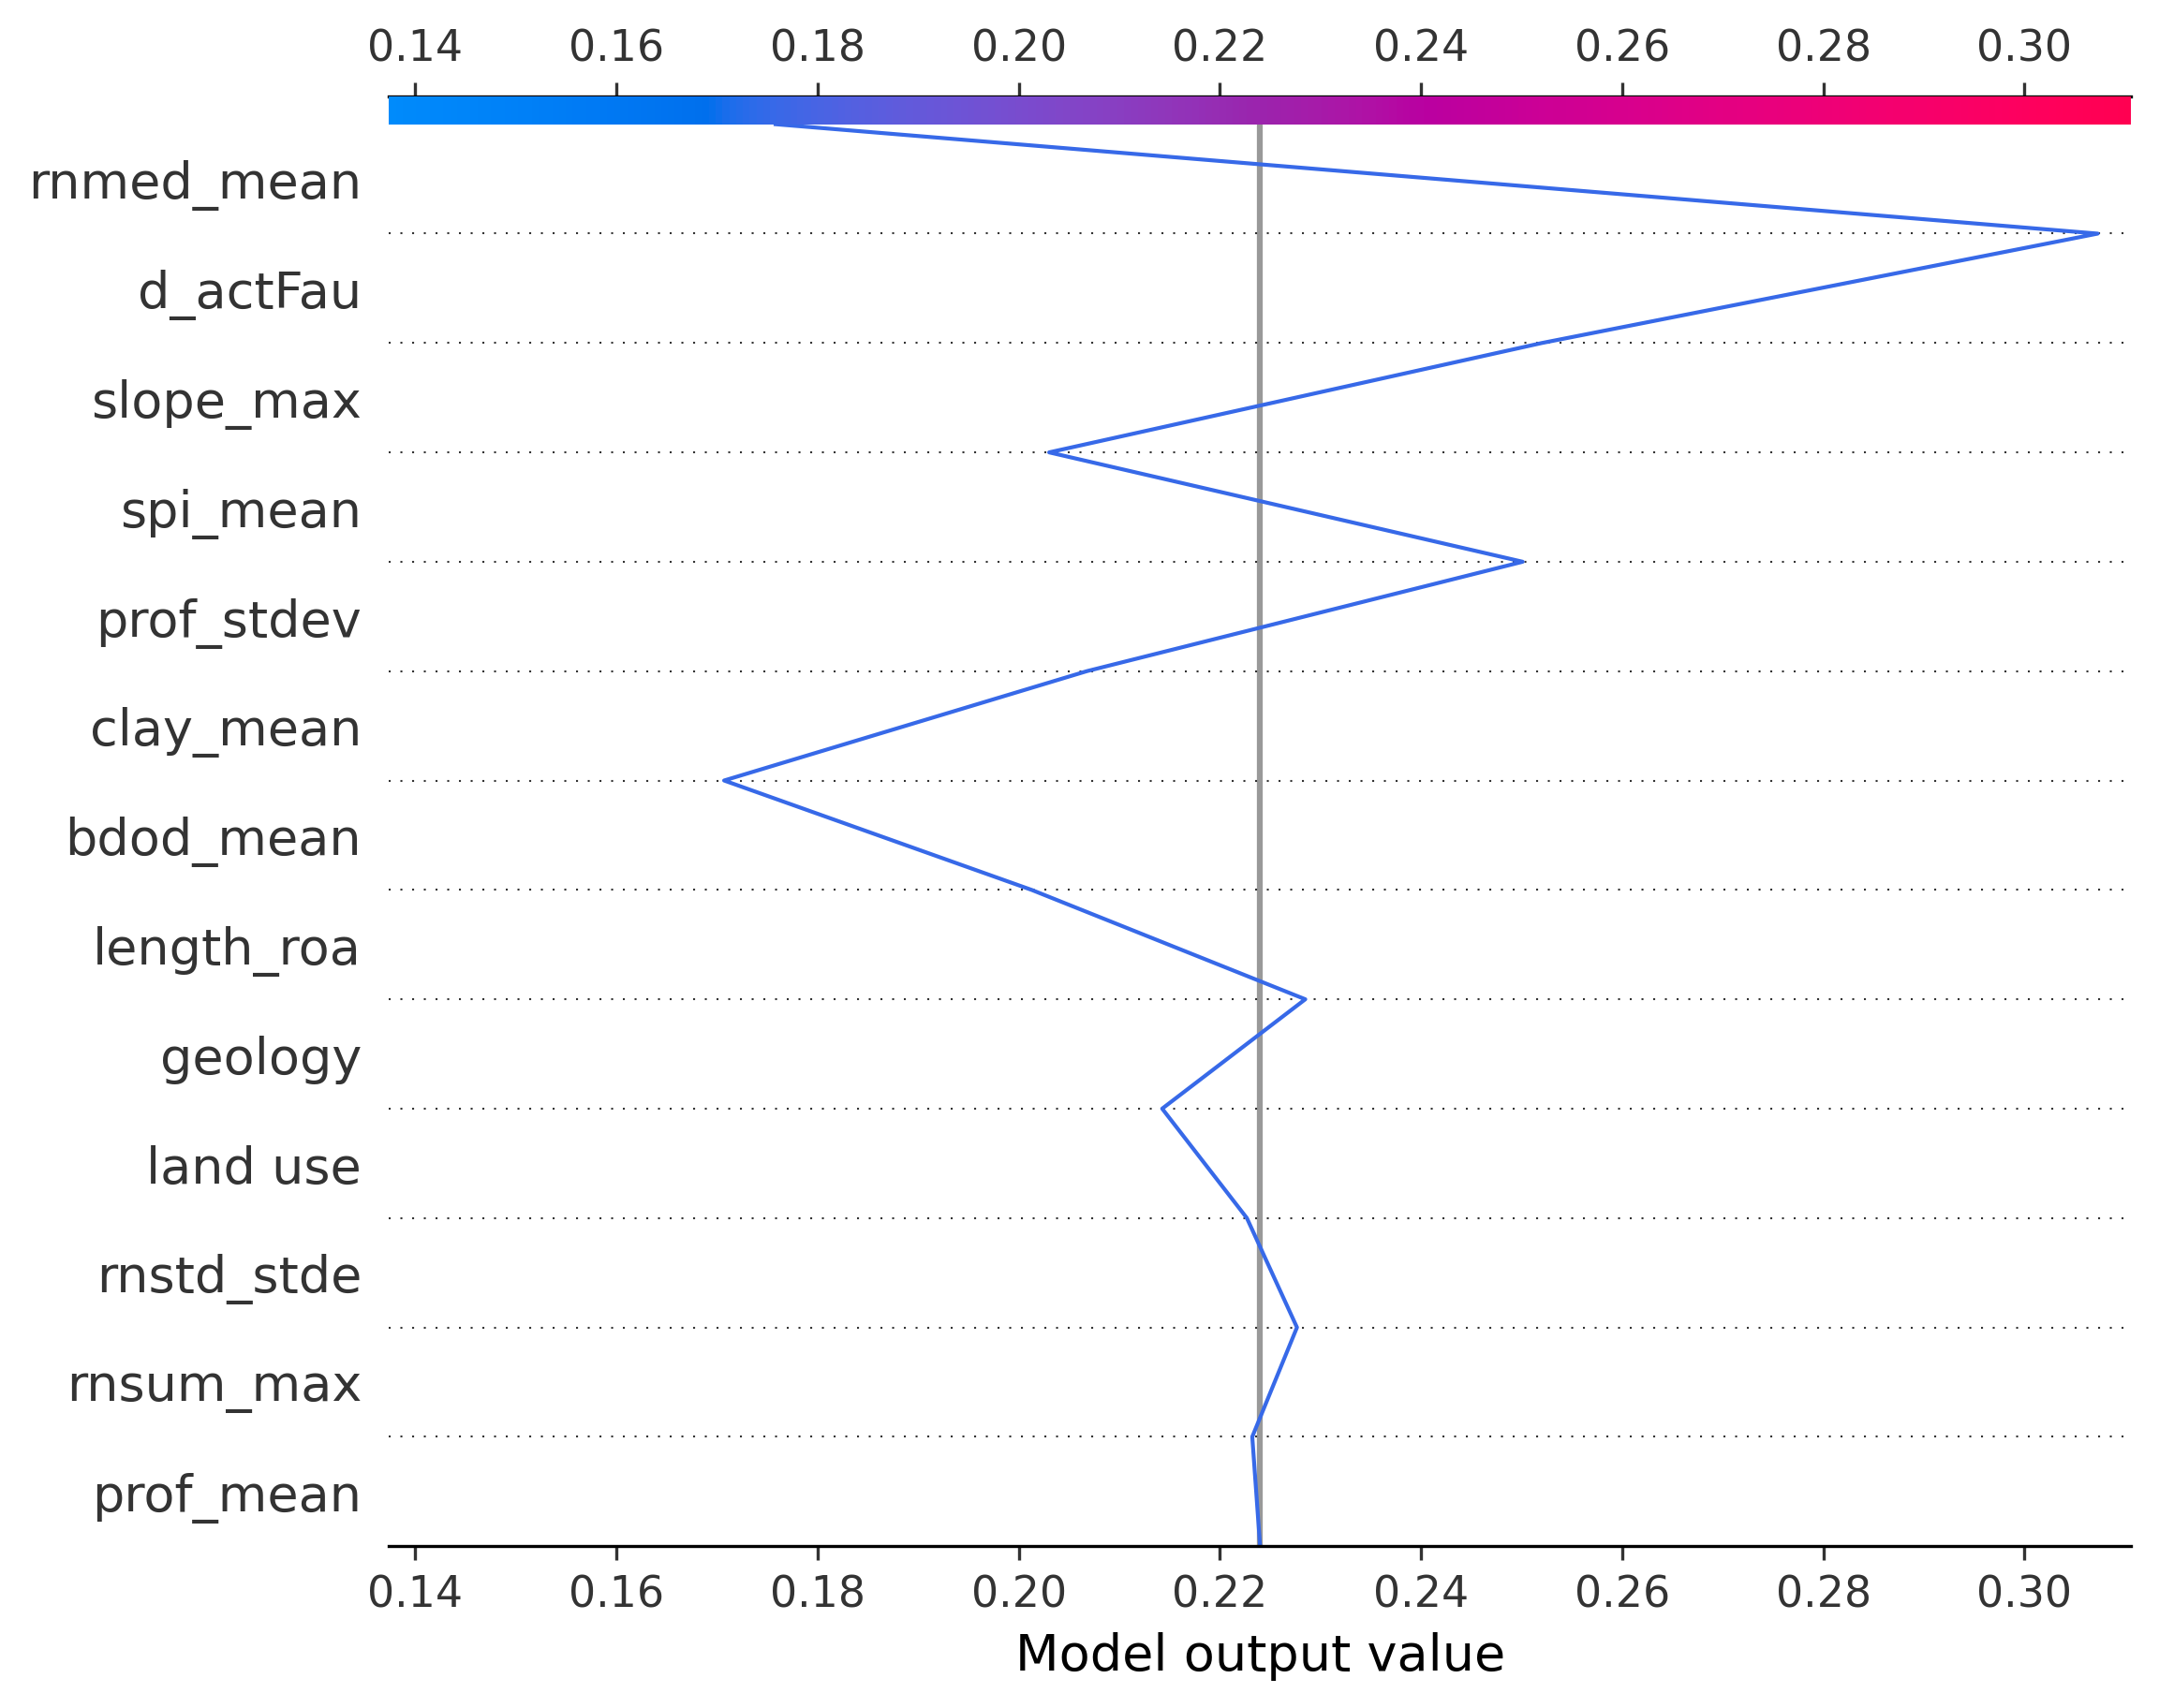 0.14 0.16 0.18 0.20 0.22 0.24 0.26 0.28 0.30
rnmed_mean
d_actFau
slope_max
spi_mean
prof_stdev
clay_mean
bdod_mean
length_roa
geology
land use
rnstd_stde
rnsum_max
prof_mean
0.14 0.16 0.18 0.20 0.22 0.24 0.26 0.28 0.30
Model output value